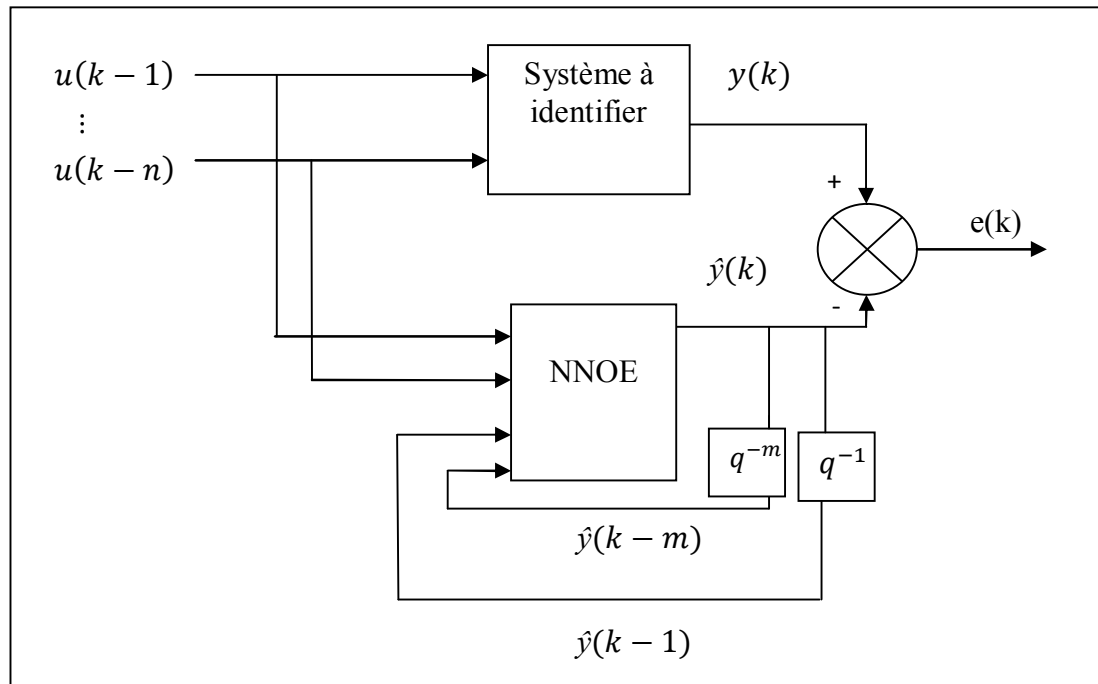 u(k − 1)
⋮
u(k − n)
Système à
identifier
y(k)
+
e(k)
ŷ(k)
-
NNOE
q⁻ᵐ
q⁻¹
ŷ(k − m)
ŷ(k − 1)